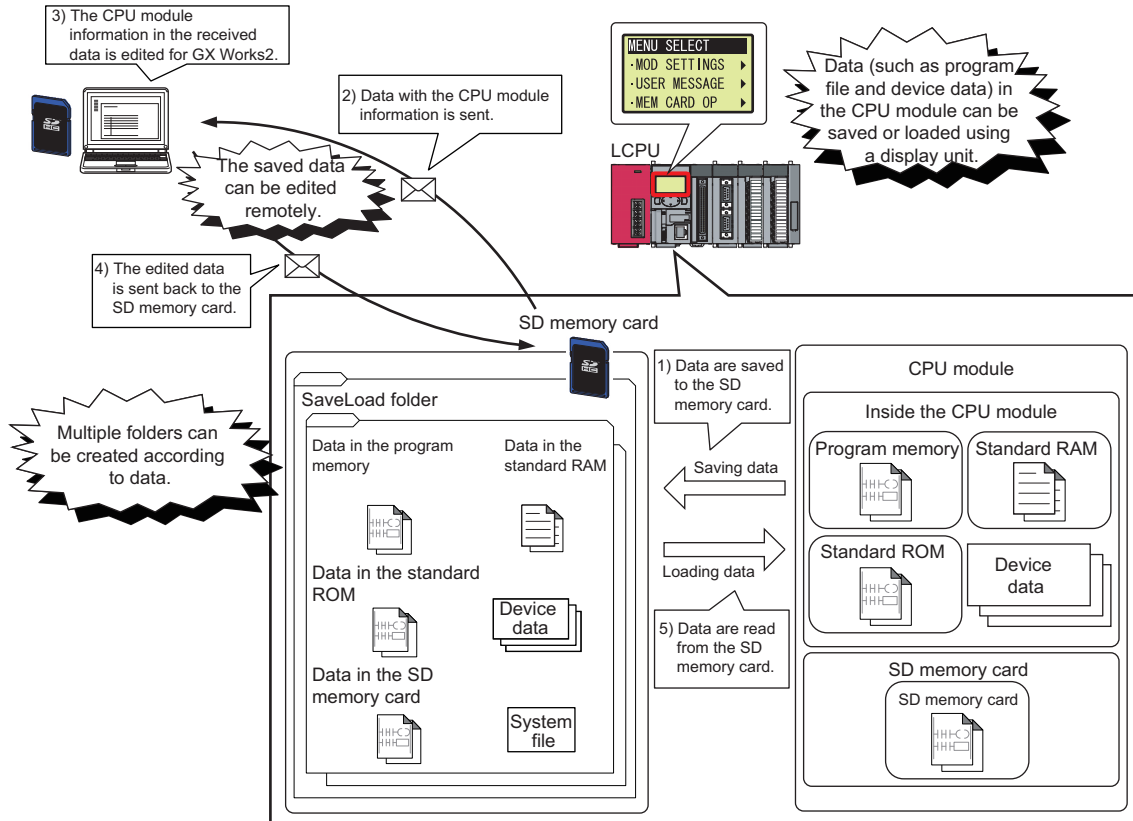 3) The CPU module
information in the received
data is edited for GX Works2.
2) Data with the CPU module
information is sent.
The saved data
can be edited
remotely.
4) The edited data
is sent back to the
SD memory card.
MENU SELECT
·MOD SETTINGS
·USER MESSAGE
·MEM CARD OP
LCPU
Data (such as program
file and device data) in
the CPU module can be
saved or loaded using
a display unit.
SD memory card
SaveLoad folder
Data in the program
memory
Data in the
standard RAM
Data in the standard
ROM
Device
data
Data in the SD
memory card
System
file
Multiple folders can
be created according
to data.
1) Data are saved
to the SD
memory card.
Saving data
Loading data
5) Data are read
from the SD
memory card.
CPU module
Inside the CPU module
Program memory
Standard RAM
Standard ROM
Device
data
SD memory card
SD memory card